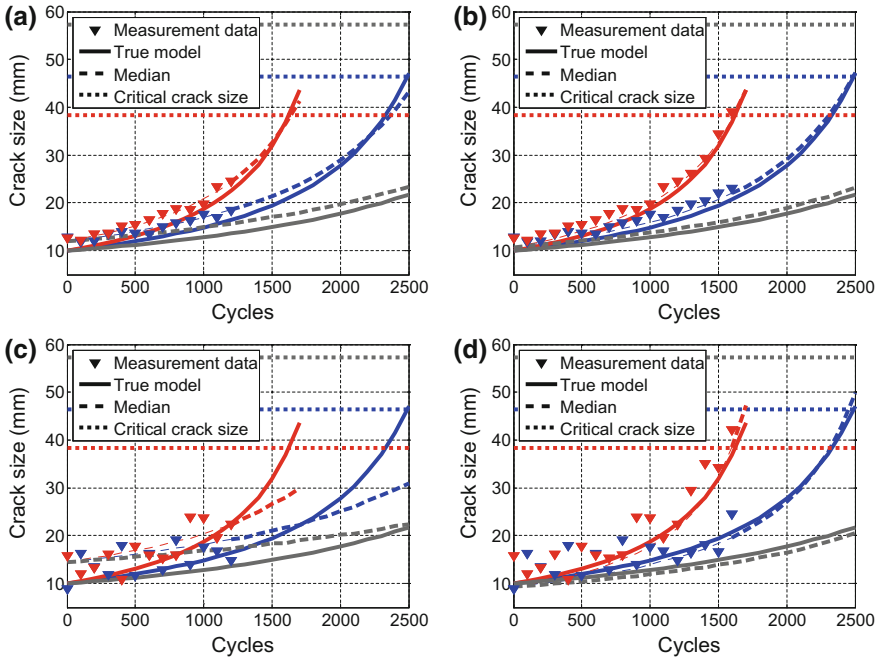 (a)
Measurement data
True model
Median
Critical crack size
Crack size (mm)
60
50
40
30
20
10
0 500 1000 1500 2000 2500
Cycles
(b)
Measurement data
True model
Median
Critical crack size
Crack size (mm)
60
50
40
30
20
10
0 500 1000 1500 2000 2500
Cycles
(c)
Measurement data
True model
Median
Critical crack size
Crack size (mm)
60
50
40
30
20
10
0 500 1000 1500 2000 2500
Cycles
(d)
Measurement data
True model
Median
Critical crack size
Crack size (mm)
60
50
40
30
20
10
0 500 1000 1500 2000 2500
Cycles